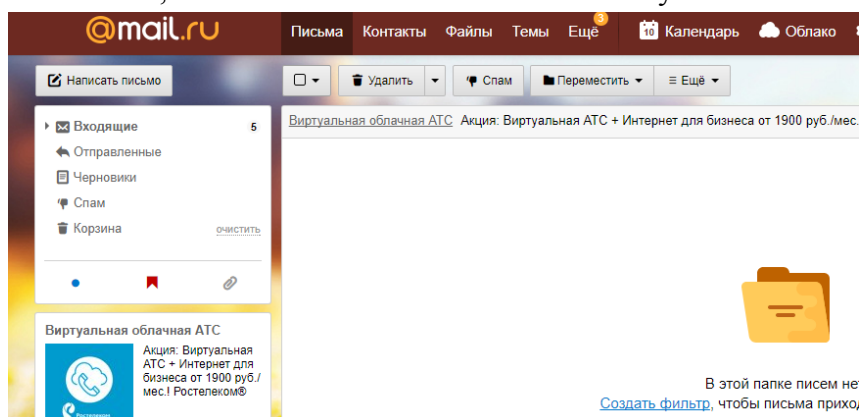 @mail.ru
Письма Контакты Файлы Темы Ещё 3 10 Календарь Облако
Написать письмо
Удалить Спам Переместить Ещё
Входящие 5
Отправленные
Черновики
Спам
Корзина очистить
Виртуальная облачная АТС Акция: Виртуальная АТС + Интернет для бизнеса от 1900 руб./мес.
Виртуальная облачная АТС
Акция: Виртуальная
АТС + Интернет для
бизнеса от 1900 руб./
мес.! Ростелеком®
Ростелеком
В этой папке писем
Создать фильтр, чтобы письма